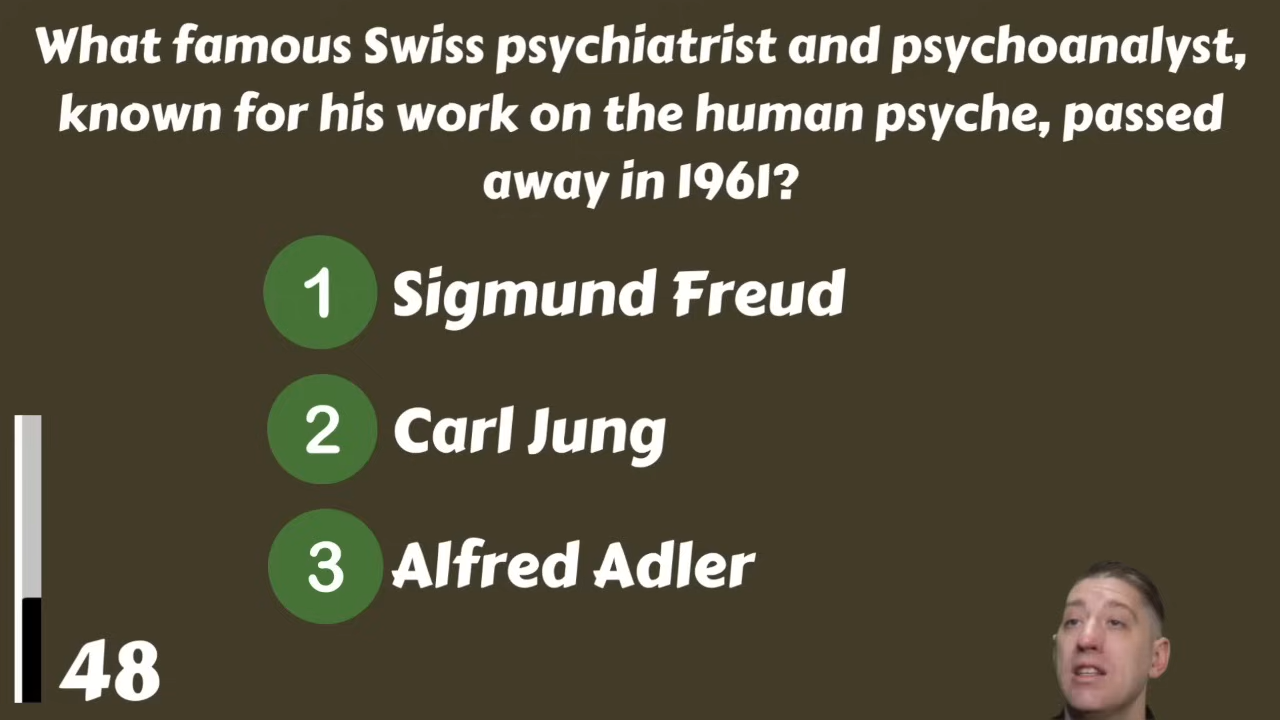 What famous Swiss psychiatrist and psychoanalyst,
known for his work on the human psyche, passed
away in 1961?
1 Sigmund Freud
2 Carl Jung
3 Alfred Adler
48